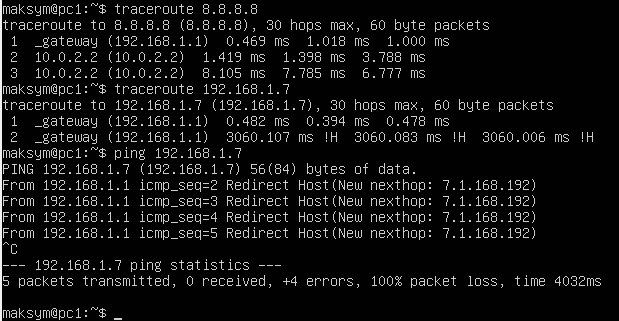 maksym@pc1:~$ traceroute 8.8.8.8
traceroute to 8.8.8.8 (8.8.8.8), 30 hops max, 60 byte packets
 1  _gateway (192.168.1.1)  0.469 ms  1.018 ms  1.000 ms
 2  10.0.2.2 (10.0.2.2)  1.419 ms  1.398 ms  3.788 ms
 3  10.0.2.2 (10.0.2.2)  8.105 ms  7.785 ms  6.777 ms
maksym@pc1:~$ traceroute 192.168.1.7
traceroute to 192.168.1.7 (192.168.1.7), 30 hops max, 60 byte packets
 1  _gateway (192.168.1.1)  0.482 ms  0.394 ms  0.478 ms
 2  _gateway (192.168.1.1)  3060.107 ms !H  3060.083 ms !H  3060.006 ms !H
maksym@pc1:~$ ping 192.168.1.7
PING 192.168.1.7 (192.168.1.7) 56(84) bytes of data.
From 192.168.1.1 icmp_seq=2 Redirect Host(New nexthop: 7.1.168.192)
From 192.168.1.1 icmp_seq=3 Redirect Host(New nexthop: 7.1.168.192)
From 192.168.1.1 icmp_seq=4 Redirect Host(New nexthop: 7.1.168.192)
From 192.168.1.1 icmp_seq=5 Redirect Host(New nexthop: 7.1.168.192)
^C
--- 192.168.1.7 ping statistics ---
5 packets transmitted, 0 received, +4 errors, 100% packet loss, time 4032ms

maksym@pc1:~$ _